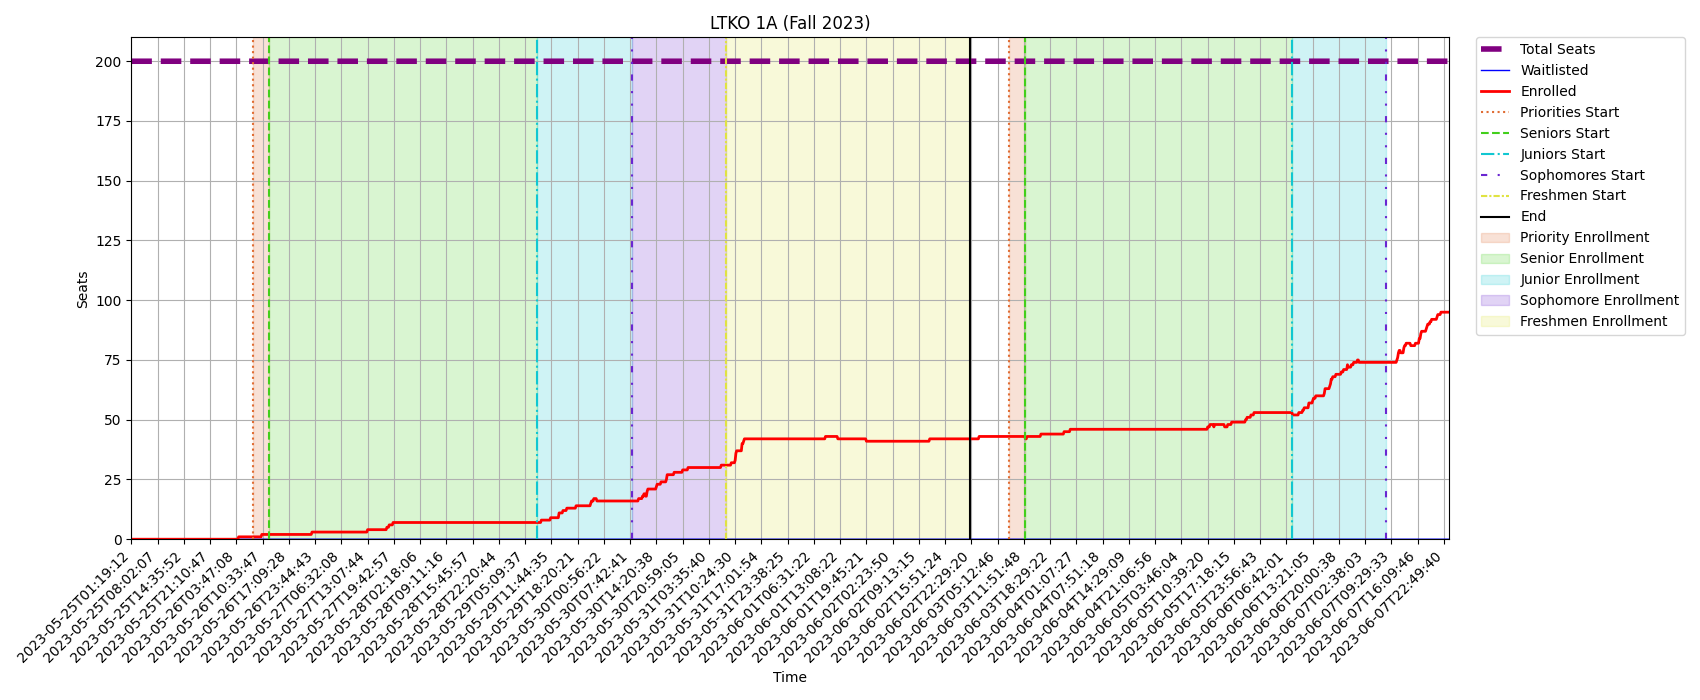 LTKO 1A (Fall 2023)
Seats
200
175
150
125
100
75
50
25
0
2023-05-25T01:19:12
2023-05-25T08:02:07
2023-05-25T14:35:52
2023-05-25T21:10:47
2023-05-26T03:47:08
2023-05-26T10:33:47
2023-05-26T17:09:28
2023-05-26T23:44:43
2023-05-27T06:32:08
2023-05-27T13:07:44
2023-05-27T19:42:57
2023-05-28T02:18:06
2023-05-28T09:11:16
2023-05-28T15:45:57
2023-05-28T22:20:44
2023-05-29T05:09:37
2023-05-29T11:44:35
2023-05-29T18:20:21
2023-05-30T00:56:22
2023-05-30T07:42:41
2023-05-30T14:20:38
2023-05-30T20:59:05
2023-05-31T03:35:40
2023-05-31T10:24:30
2023-05-31T17:01:54
2023-05-31T23:38:25
2023-06-01T06:31:22
2023-06-01T13:08:22
2023-06-01T19:45:21
2023-06-02T02:23:50
2023-06-02T09:13:15
2023-06-02T15:51:24
2023-06-02T22:29:20
2023-06-03T05:12:46
2023-06-03T11:51:48
2023-06-03T18:29:22
2023-06-04T01:07:27
2023-06-04T07:51:18
2023-06-04T14:29:09
2023-06-04T21:06:56
2023-06-05T03:46:04
2023-06-05T10:39:20
2023-06-05T17:18:15
2023-06-05T23:56:43
2023-06-06T06:42:01
2023-06-06T13:21:05
2023-06-06T20:00:38
2023-06-07T02:38:03
2023-06-07T09:29:33
2023-06-07T16:09:46
2023-06-07T22:49:40
Time
Total Seats
Waitlisted
Enrolled
Priorities Start
Seniors Start
Juniors Start
Sophomores Start
Freshmen Start
End
Priority Enrollment
Senior Enrollment
Junior Enrollment
Sophomore Enrollment
Freshmen Enrollment